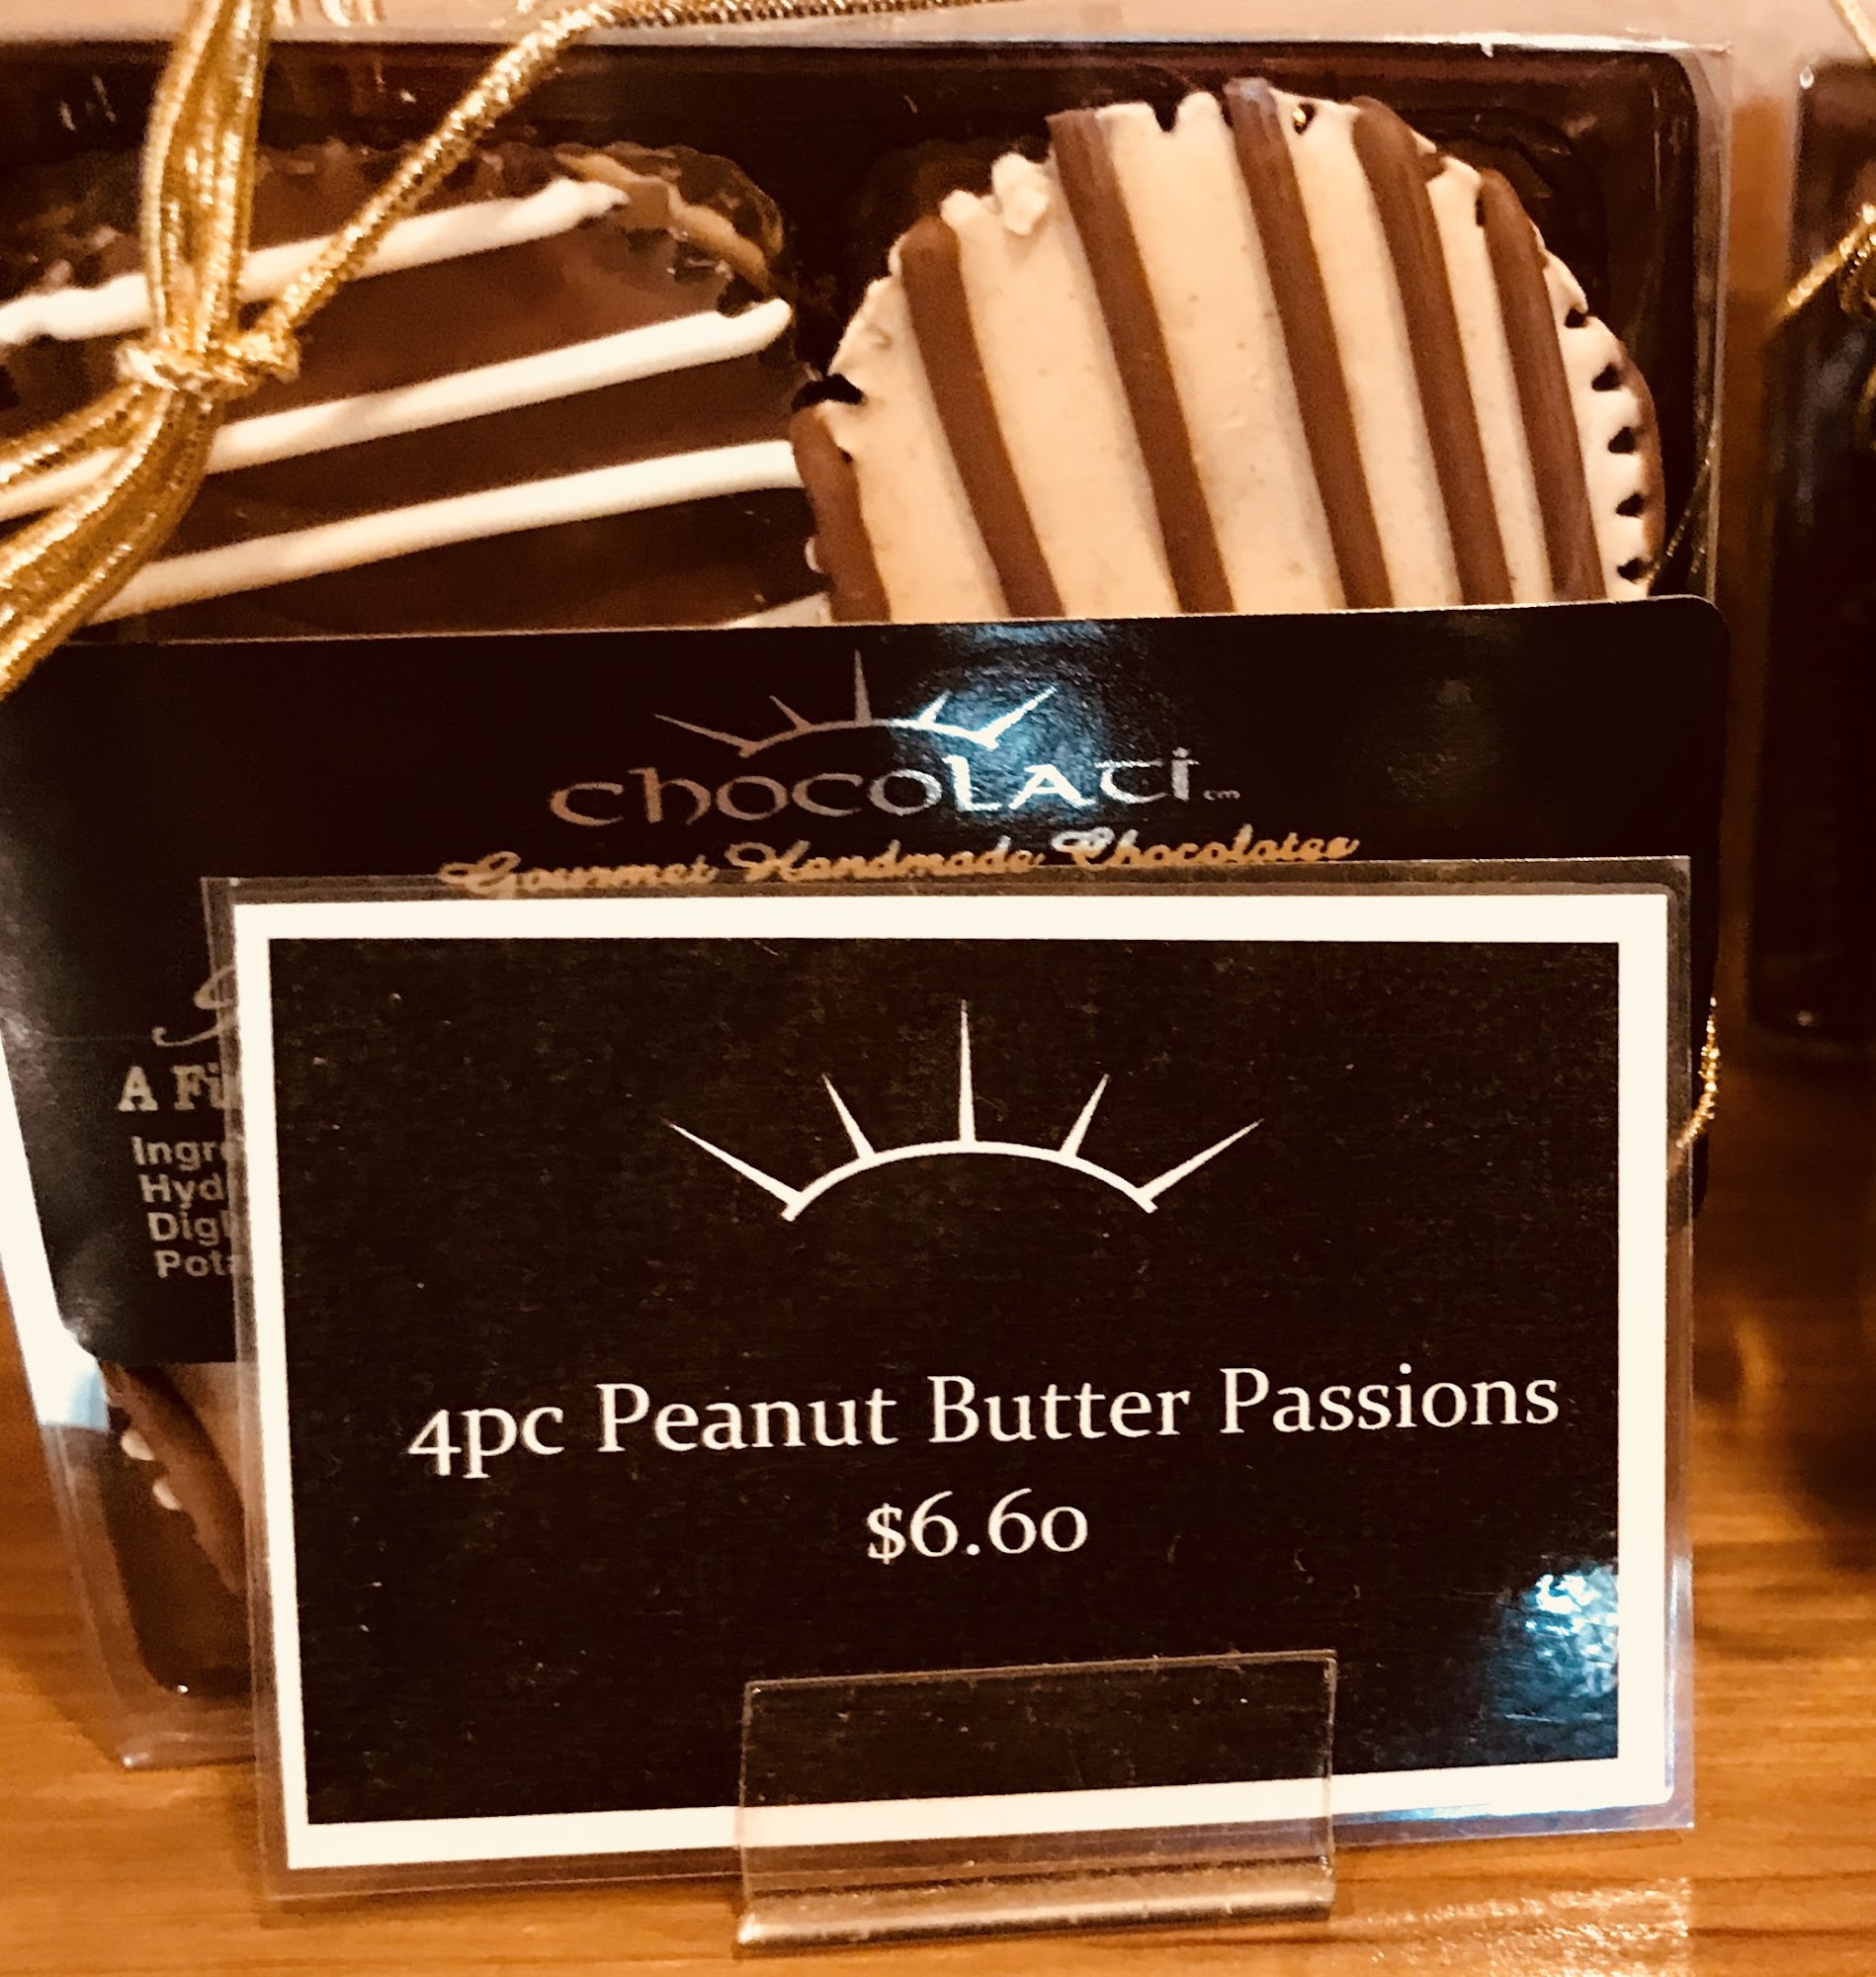 chocolati
Gourmet Handmade Chocolates
A
4pc Peanut Butter Passions
$6.60